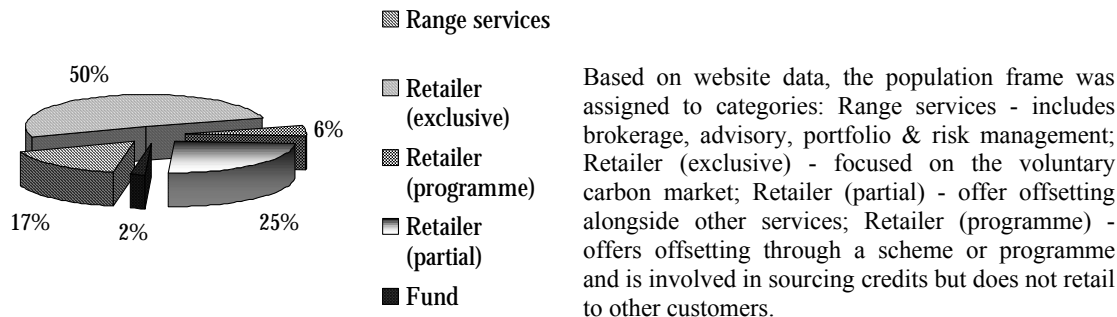 50%
6%
25%
2%
17%
Range services
Retailer
(exclusive)
Retailer
(programme)
Retailer
(partial)
Fund
Based on website data, the population frame was
assigned to categories: Range services - includes
brokerage, advisory, portfolio & risk management;
Retailer (exclusive) - focused on the voluntary
carbon market; Retailer (partial) - offer offsetting
alongside other services; Retailer (programme) -
offers offsetting through a scheme or programme
and is involved in sourcing credits but does not retail
to other customers.